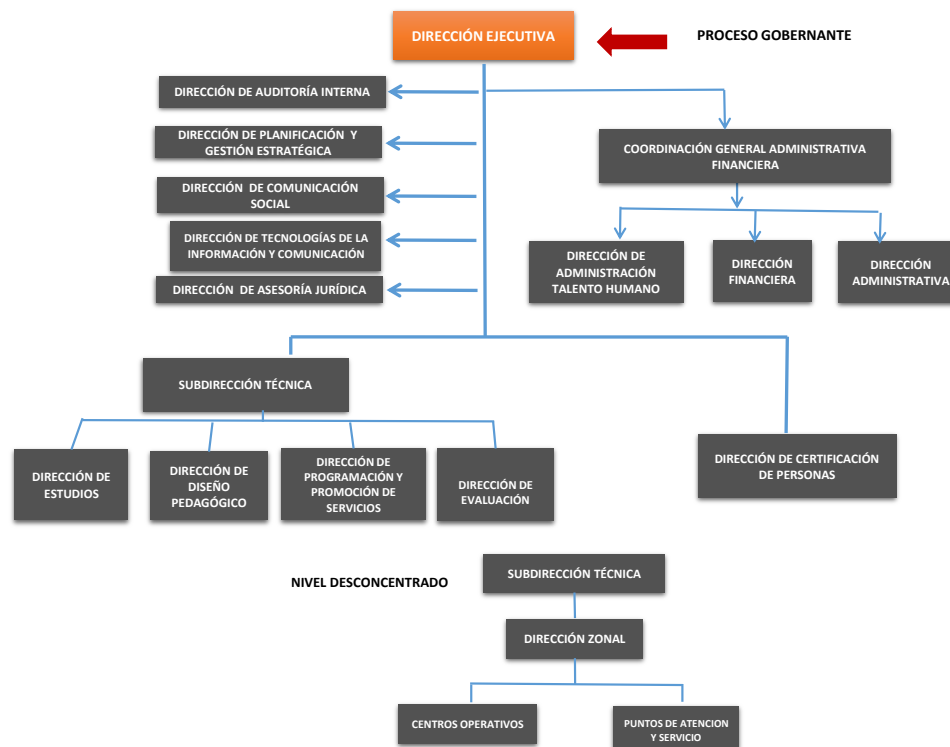 DIRECCIÓN EJECUTIVA
PROCESO GOBERNANTE
DIRECCIÓN DE AUDITORÍA INTERNA
DIRECCIÓN DE PLANIFICACIÓN Y
GESTIÓN ESTRATÉGICA
DIRECCIÓN DE COMUNICACIÓN
SOCIAL
DIRECCIÓN DE TECNOLOGÍAS DE LA
INFORMACIÓN Y COMUNICACIÓN
DIRECCIÓN DE ASESORÍA JURÍDICA
COORDINACIÓN GENERAL ADMINISTRATIVA
FINANCIERA
DIRECCIÓN DE
ADMINISTRACIÓN
TALENTO HUMANO
DIRECCIÓN
FINANCIERA
DIRECCIÓN
ADMINISTRATIVA
SUBDIRECCIÓN TÉCNICA
DIRECCIÓN DE
ESTUDIOS
DIRECCIÓN DE
DISEÑO
PEDAGÓGICO
DIRECCIÓN DE
PROGRAMACIÓN Y
PROMOCIÓN DE
SERVICIOS
DIRECCIÓN DE
EVALUACIÓN
DIRECCIÓN DE CERTIFICACIÓN
DE PERSONAS
NIVEL DESCONCENTRADO
SUBDIRECCIÓN TÉCNICA
DIRECCIÓN ZONAL
CENTROS OPERATIVOS
PUNTOS DE ATENCION
Y SERVICIO